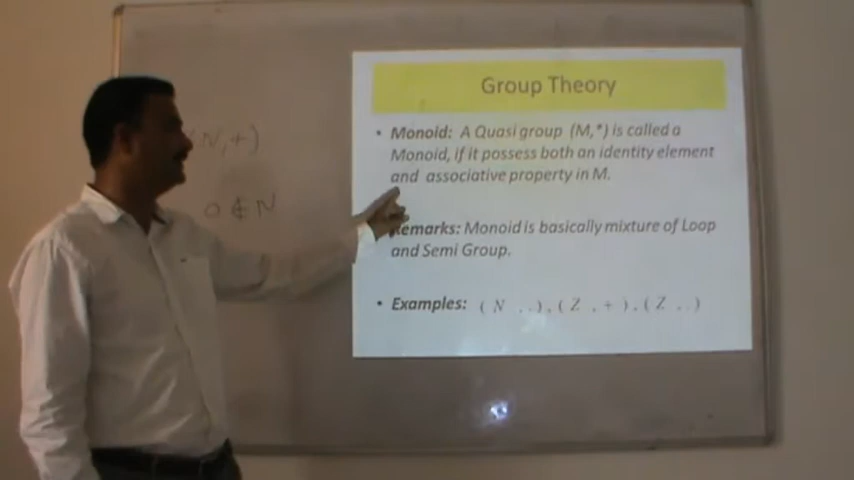 Group Theory
(N,+)
0 ∉ N
• Monoid: A Quasi group (M,*) is called a
Monoid, if it possess both an identity element
and associative property in M.
Remarks: Monoid is basically mixture of Loop
and Semi Group.
• Examples: ( N , . ) , ( Z , + ) , ( Z , . )